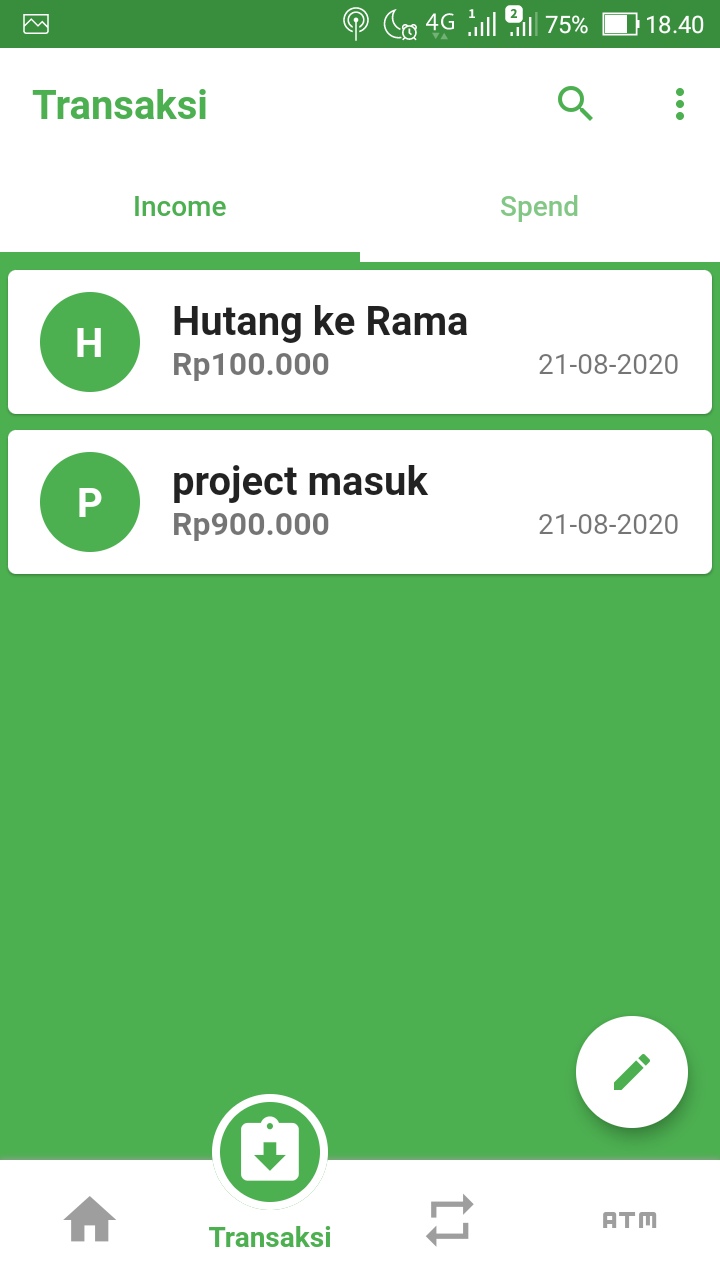 4G 1 2 75% 18.40
Transaksi
Income Spend
H Hutang ke Rama
Rp100.000 21-08-2020
P project masuk
Rp900.000 21-08-2020
Transaksi
ATM